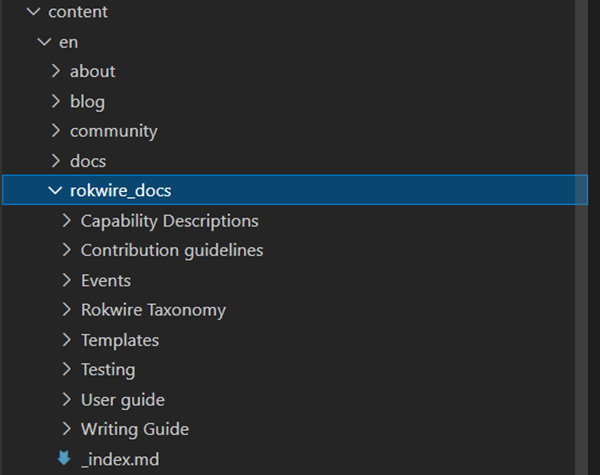 content
en
about
blog
community
docs
rokwire_docs
Capability Descriptions
Contribution guidelines
Events
Rokwire Taxonomy
Templates
Testing
User guide
Writing Guide
_index.md